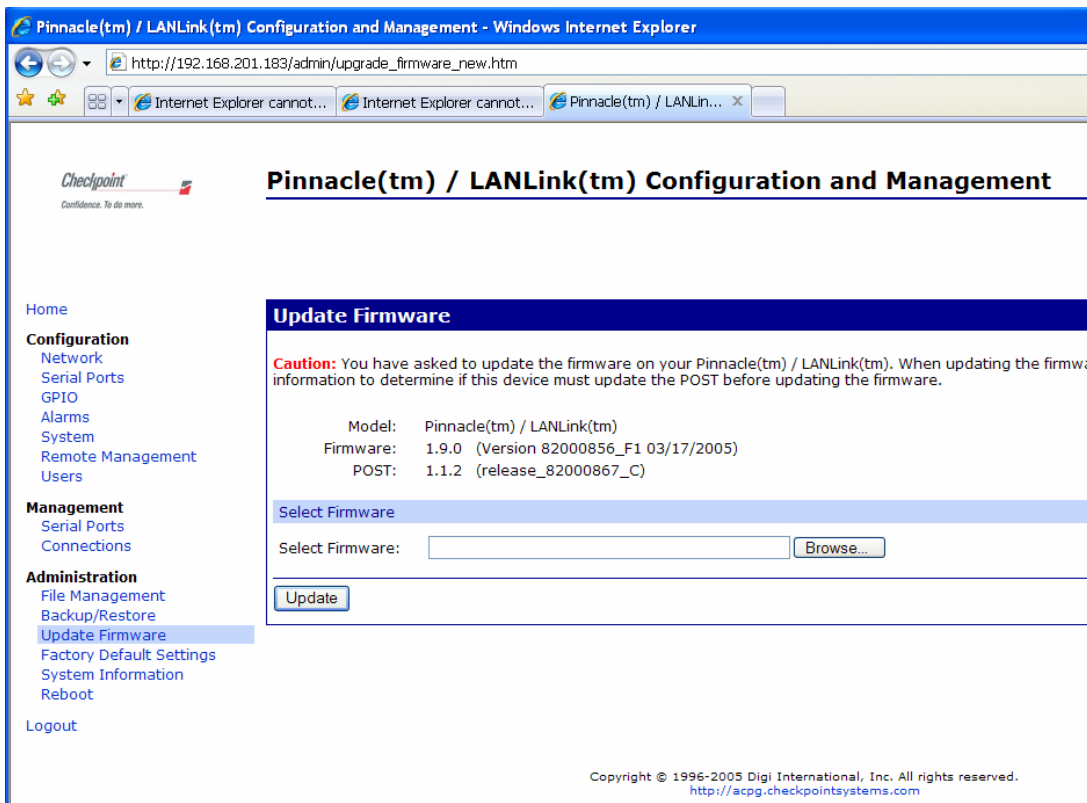 Pinnacle(tm) / LANLink(tm) Configuration and Management - Windows Internet Explorer
http://192.168.201.183/admin/upgrade_firmware_new.htm
Internet Explorer cannot...
Internet Explorer cannot...
Pinnacle(tm) / LANLin...
Checkpoint
Confidence. To do more.
Pinnacle(tm) / LANLink(tm) Configuration and Management
Home
Configuration
Network
Serial Ports
GPIO
Alarms
System
Remote Management
Users
Management
Serial Ports
Connections
Administration
File Management
Backup/Restore
Update Firmware
Factory Default Settings
System Information
Reboot
Logout
Update Firmware
Caution: You have asked to update the firmware on your Pinnacle(tm) / LANLink(tm). When updating the firmwa
information to determine if this device must update the POST before updating the firmware.
Model: Pinnacle(tm) / LANLink(tm)
Firmware: 1.9.0 (Version 82000856_F1 03/17/2005)
POST: 1.1.2 (release_82000867_C)
Select Firmware
Select Firmware: Browse...
Update
Copyright © 1996-2005 Digi International, Inc. All rights reserved.
http://acpg.checkpointsystems.com